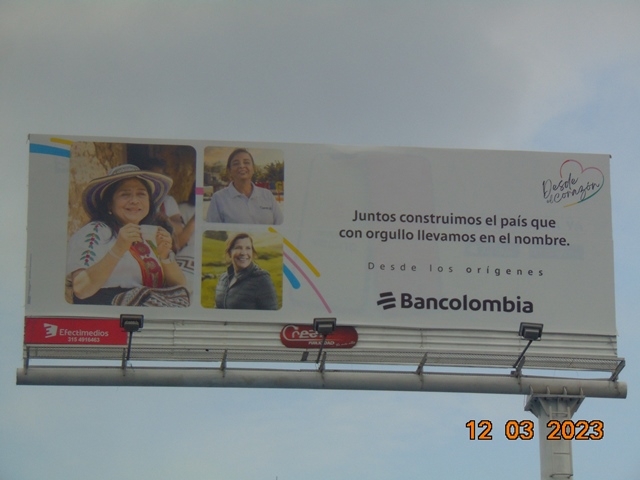 Desde
el corazón
Juntos construimos el país que
con orgullo llevamos en el nombre.
Desde los orígenes
Bancolombia
Efectimedios
12 03 2023